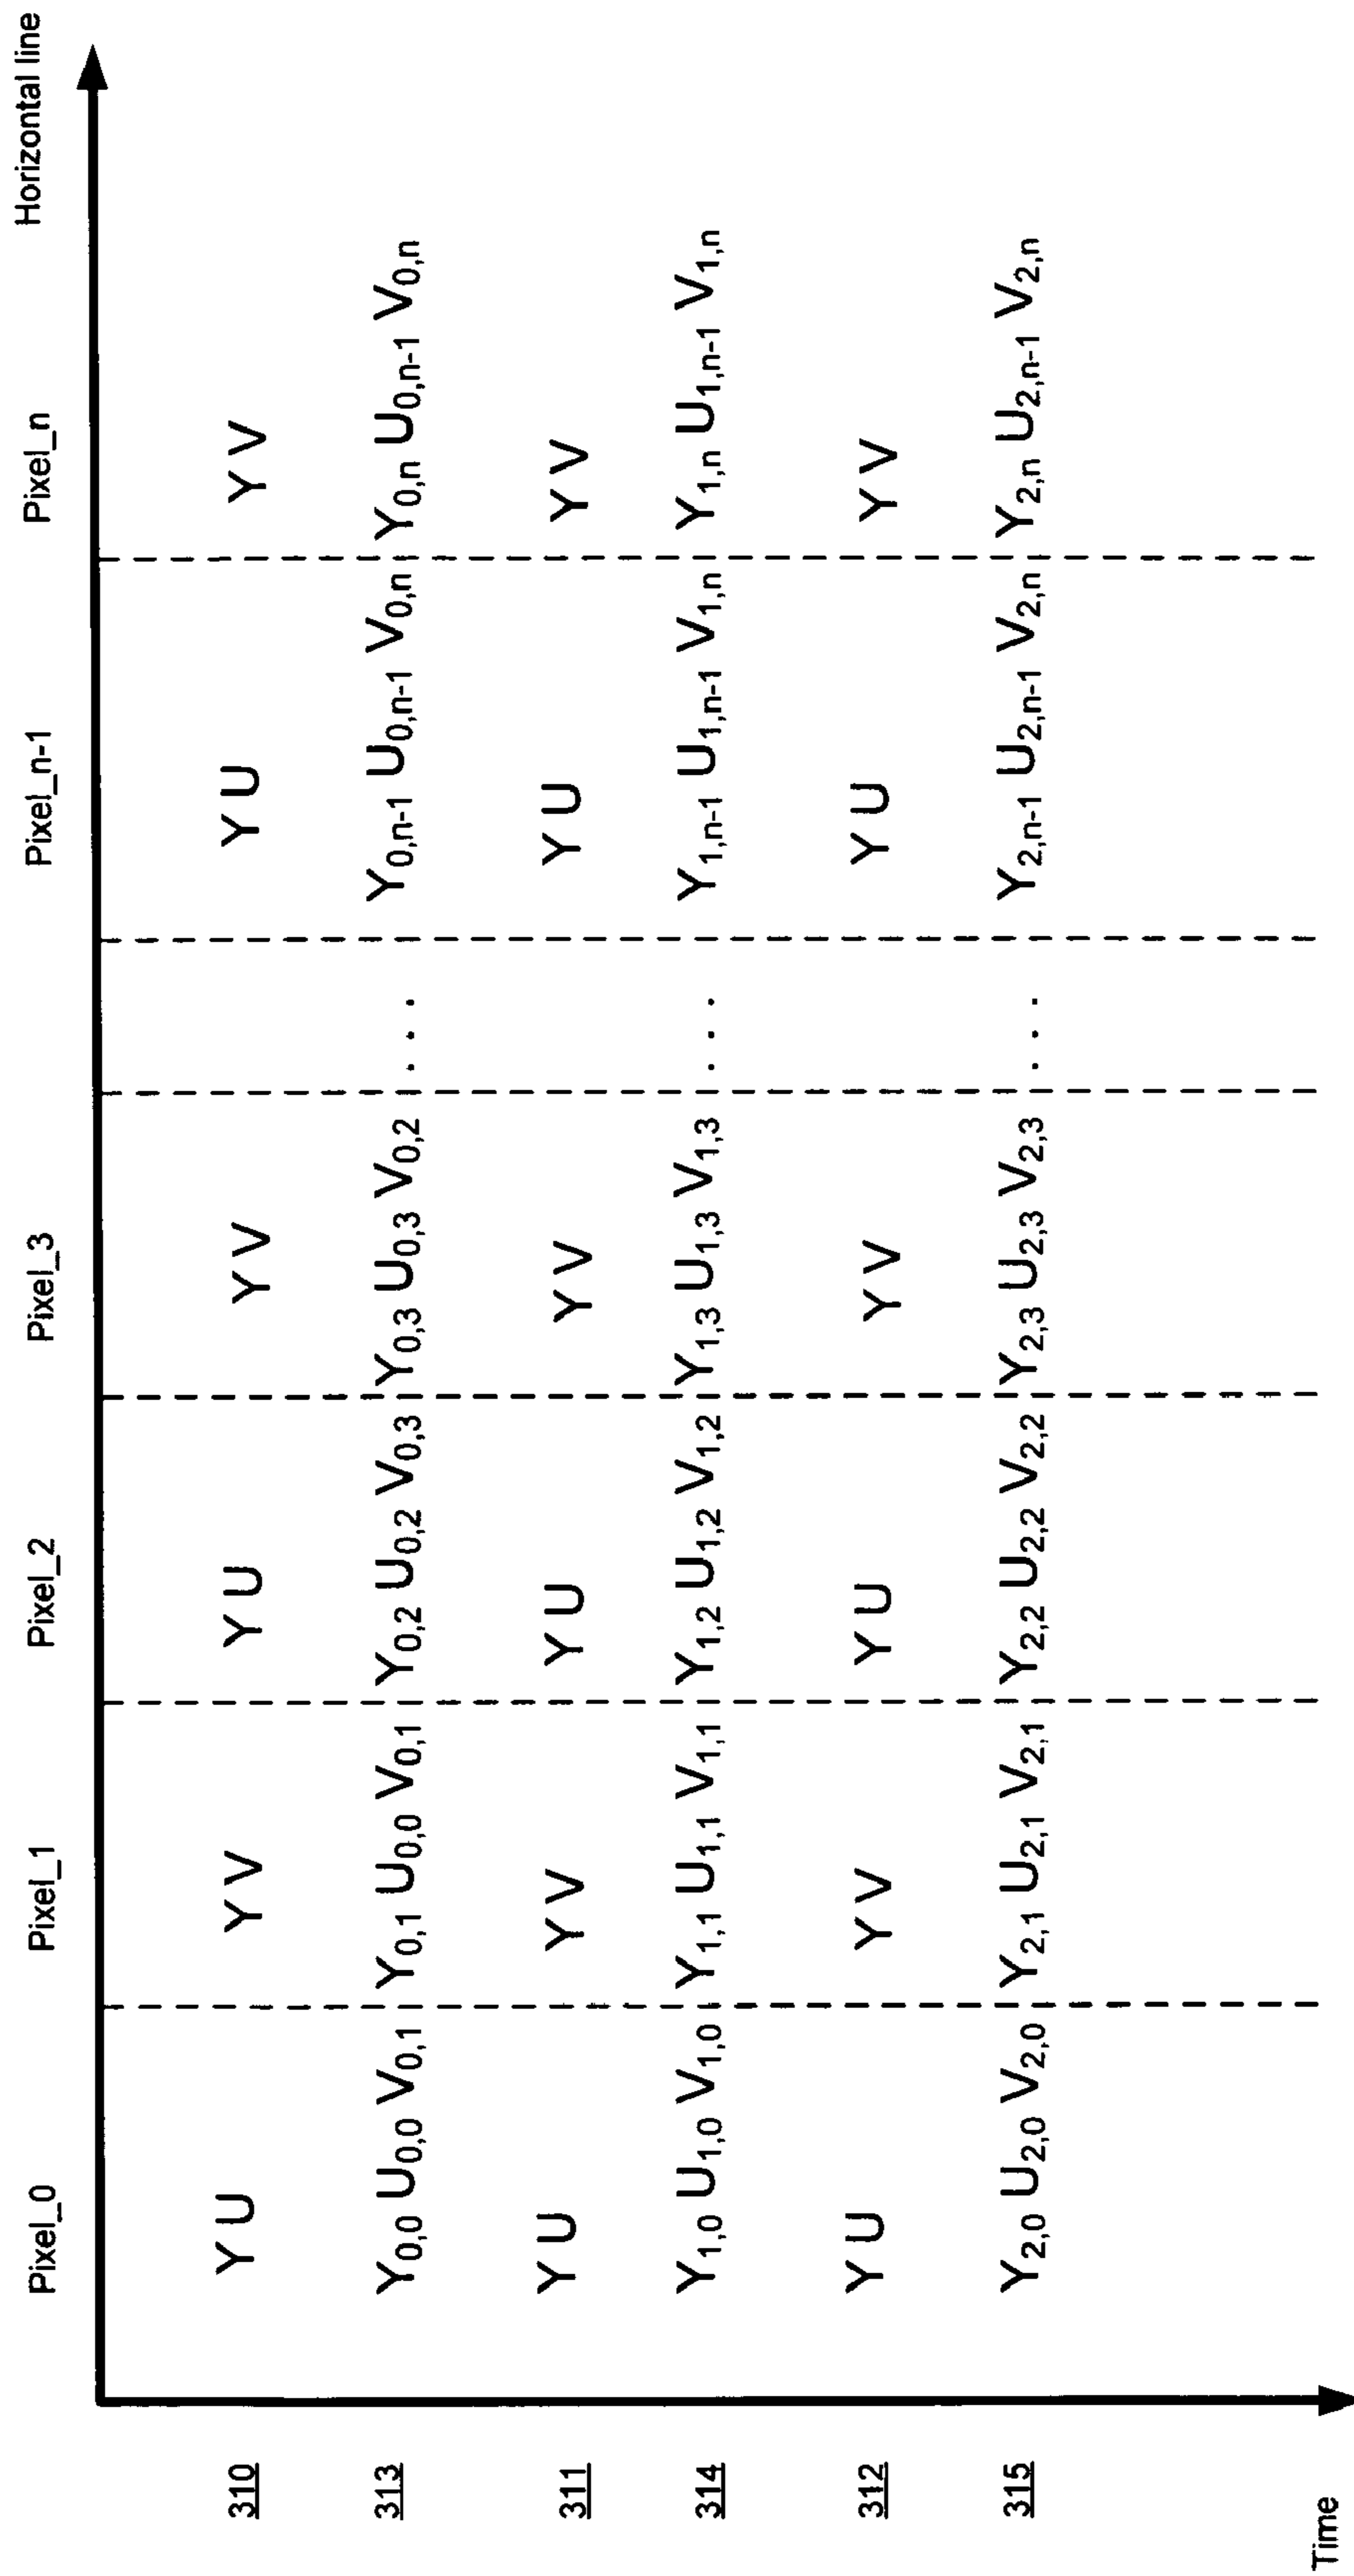 Horizontal line
Pixel_0 Pixel_1 Pixel_2 Pixel_3 Pixel_n-1 Pixel_n
310 Y U Y V Y U Y V Y U Y V
313 Y0,0 U0,0 V0,1 Y0,1 U0,0 V0,1 Y0,2 U0,2 V0,3 Y0,3 U0,3 V0,2 . . . Y0,n-1 U0,n-1 V0,n Y0,n U0,n-1 V0,n
311 Y U Y V Y U Y V Y U Y V
314 Y1,0 U1,0 V1,0 Y1,1 U1,1 V1,1 Y1,2 U1,2 V1,2 Y1,3 U1,3 V1,3 . . . Y1,n-1 U1,n-1 V1,n Y1,n U1,n-1 V1,n
312 Y U Y V Y U Y V Y U Y V
315 Y2,0 U2,0 V2,0 Y2,1 U2,1 V2,1 Y2,2 U2,2 V2,2 Y2,3 U2,3 V2,3 . . . Y2,n-1 U2,n-1 V2,n Y2,n U2,n-1 V2,n
Time